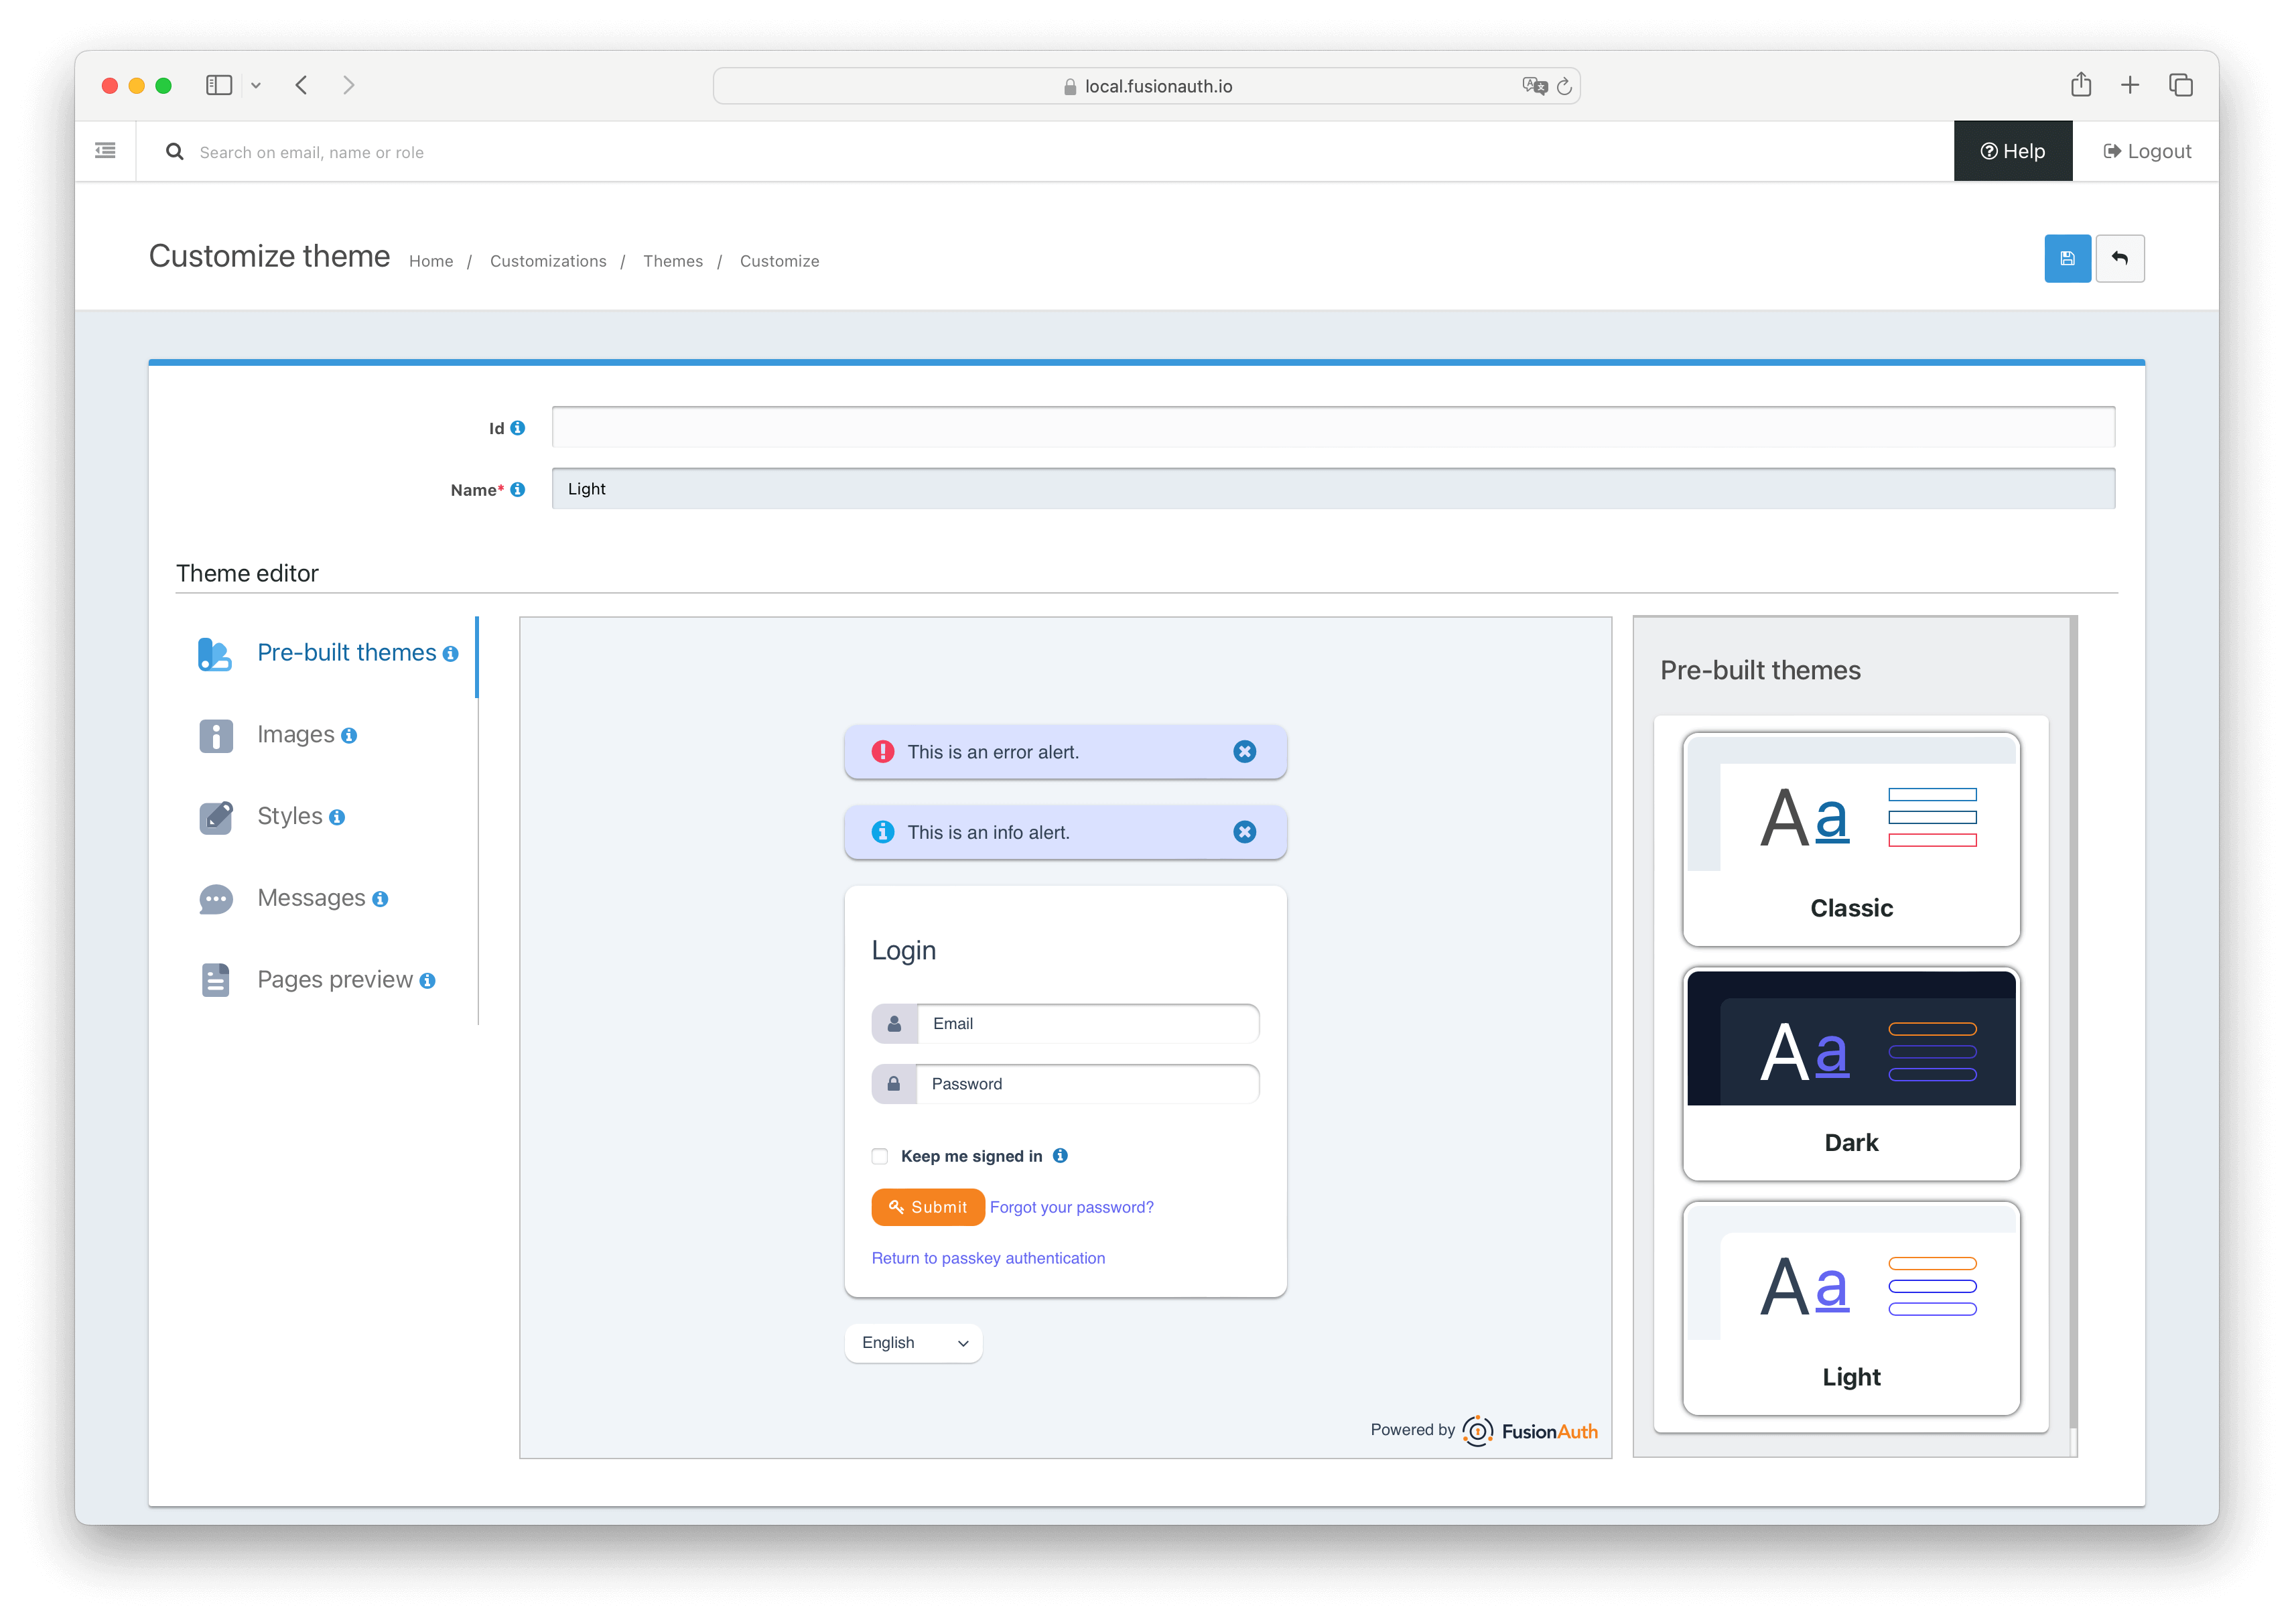 local.fusionauth.io
Search on email, name or role
Help
Logout
Customize theme
Home / Customizations / Themes / Customize
Id
Name*
Light
Theme editor
Pre-built themes
Images
Styles
Messages
Pages preview
This is an error alert.
This is an info alert.
Login
Email
Password
Keep me signed in
Submit
Forgot your password?
Return to passkey authentication
English
Powered by FusionAuth
Pre-built themes
Aa
Classic
Aa
Dark
Aa
Light